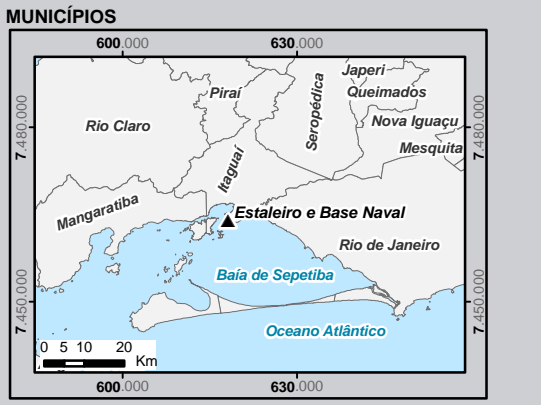 MUNICÍPIOS
600.000 630.000
Japeri
Piraí
Queimados
Seropédica
Rio Claro
Nova Iguaçu
7.480.000
7.480.000
Mesquita
Itaguaí
Mangaratiba
Estaleiro e Base Naval
Rio de Janeiro
Baía de Sepetiba
7.450.000
7.450.000
Oceano Atlântico
0 5 10 20
Km
600.000 630.000